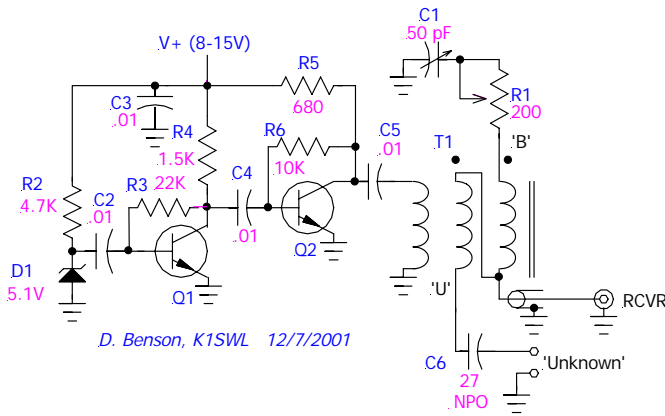 C1
50 pF
V+ (8-15V)
R5
680
R1
200
C3
.01
R4
1.5K
R6
10K
C5
.01
T1
'B'
R2
4.7K
C2
.01
R3
22K
C4
.01
Q2
D1
5.1V
Q1
'U'
RCVR
D. Benson, K1SWL 12/7/2001
C6
27
NPO
'Unknown'